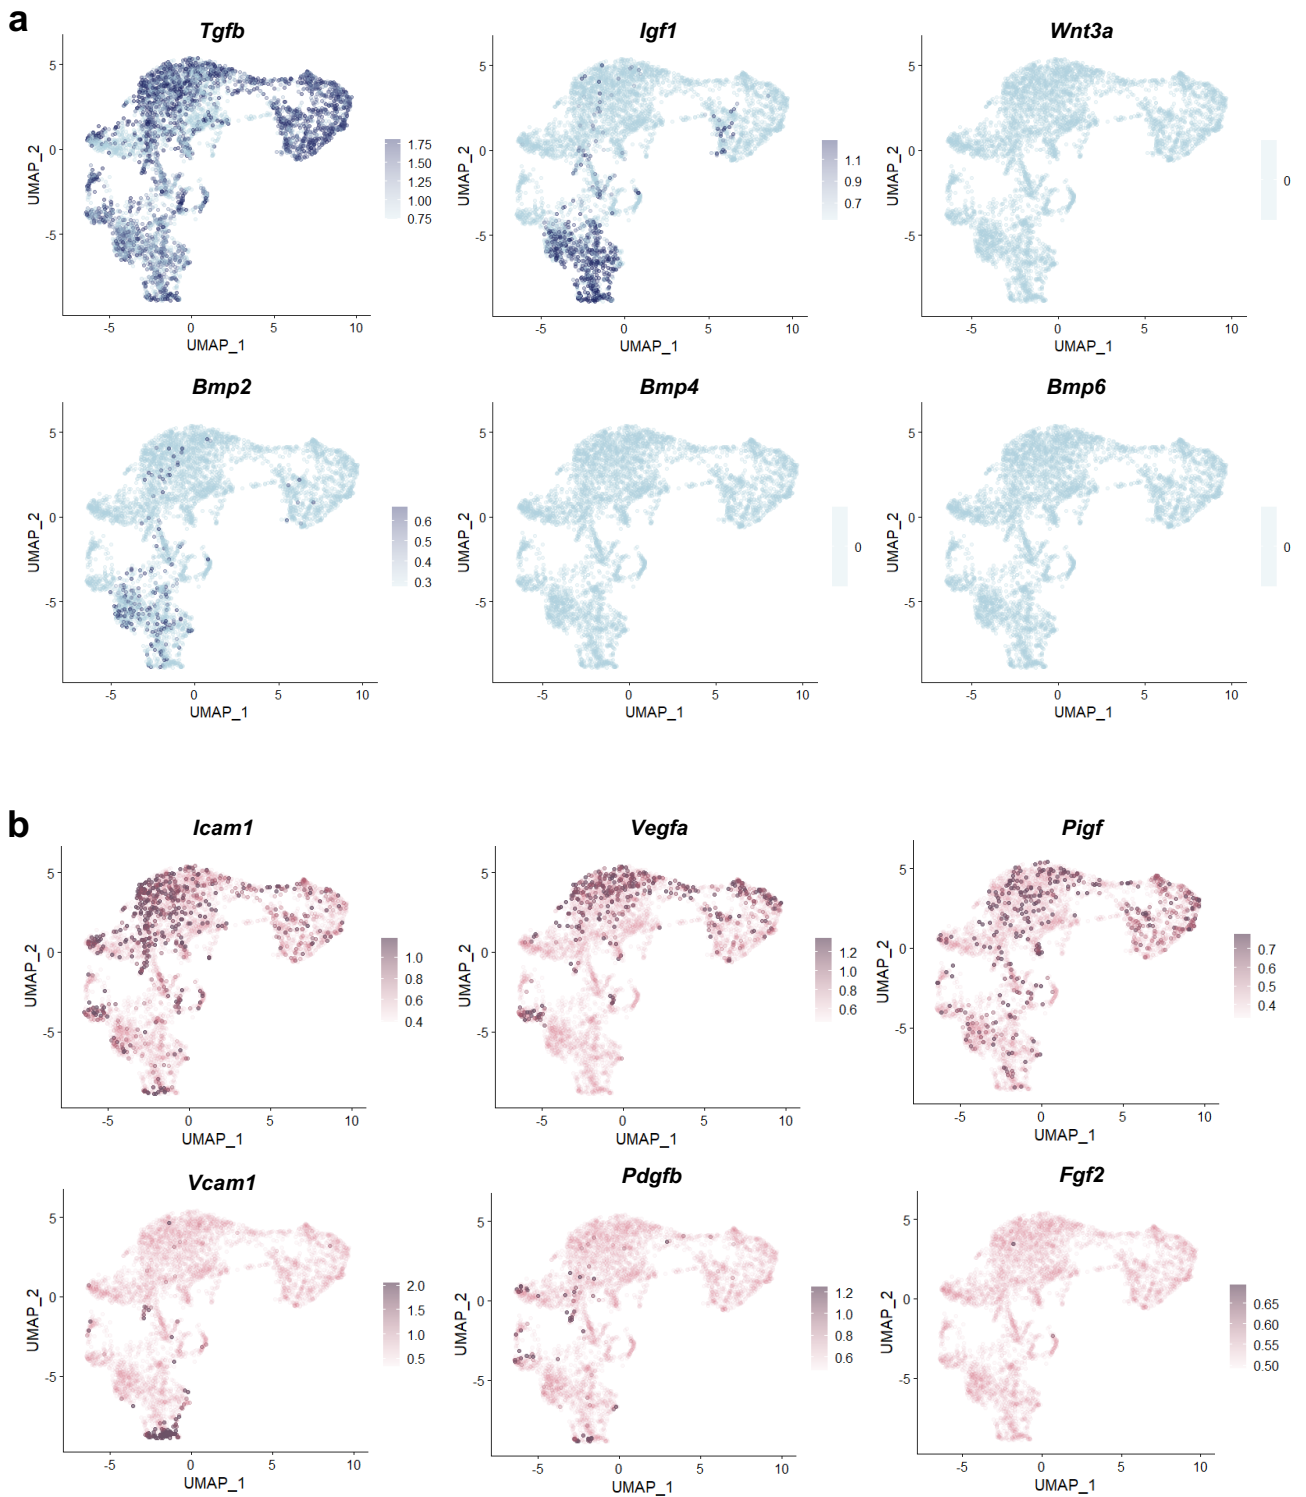 a
Tgfb
Igf1
Wnt3a
5
0
-5
UMAP_2
1.75
1.50
1.25
1.00
0.75
-5 0 5 10
UMAP_1
5
0
-5
UMAP_2
1.1
0.9
0.7
-5 0 5 10
UMAP_1
5
0
-5
UMAP_2
0
-5 0 5 10
UMAP_1
Bmp2
Bmp4
Bmp6
5
0
-5
UMAP_2
0.6
0.5
0.4
0.3
-5 0 5 10
UMAP_1
5
0
-5
UMAP_2
0
-5 0 5 10
UMAP_1
5
0
-5
UMAP_2
0
-5 0 5 10
UMAP_1
b
Icam1
Vegfa
Pigf
5
0
-5
UMAP_2
1.0
0.8
0.6
0.4
-5 0 5 10
UMAP_1
5
0
-5
UMAP_2
1.2
1.0
0.8
0.6
-5 0 5 10
UMAP_1
5
0
-5
UMAP_2
0.7
0.6
0.5
0.4
-5 0 5 10
UMAP_1
Vcam1
Pdgfb
Fgf2
5
0
-5
UMAP_2
2.0
1.5
1.0
0.5
-5 0 5 10
UMAP_1
5
0
-5
UMAP_2
1.2
1.0
0.8
0.6
-5 0 5 10
UMAP_1
5
0
-5
UMAP_2
0.65
0.60
0.55
0.50
-5 0 5 10
UMAP_1